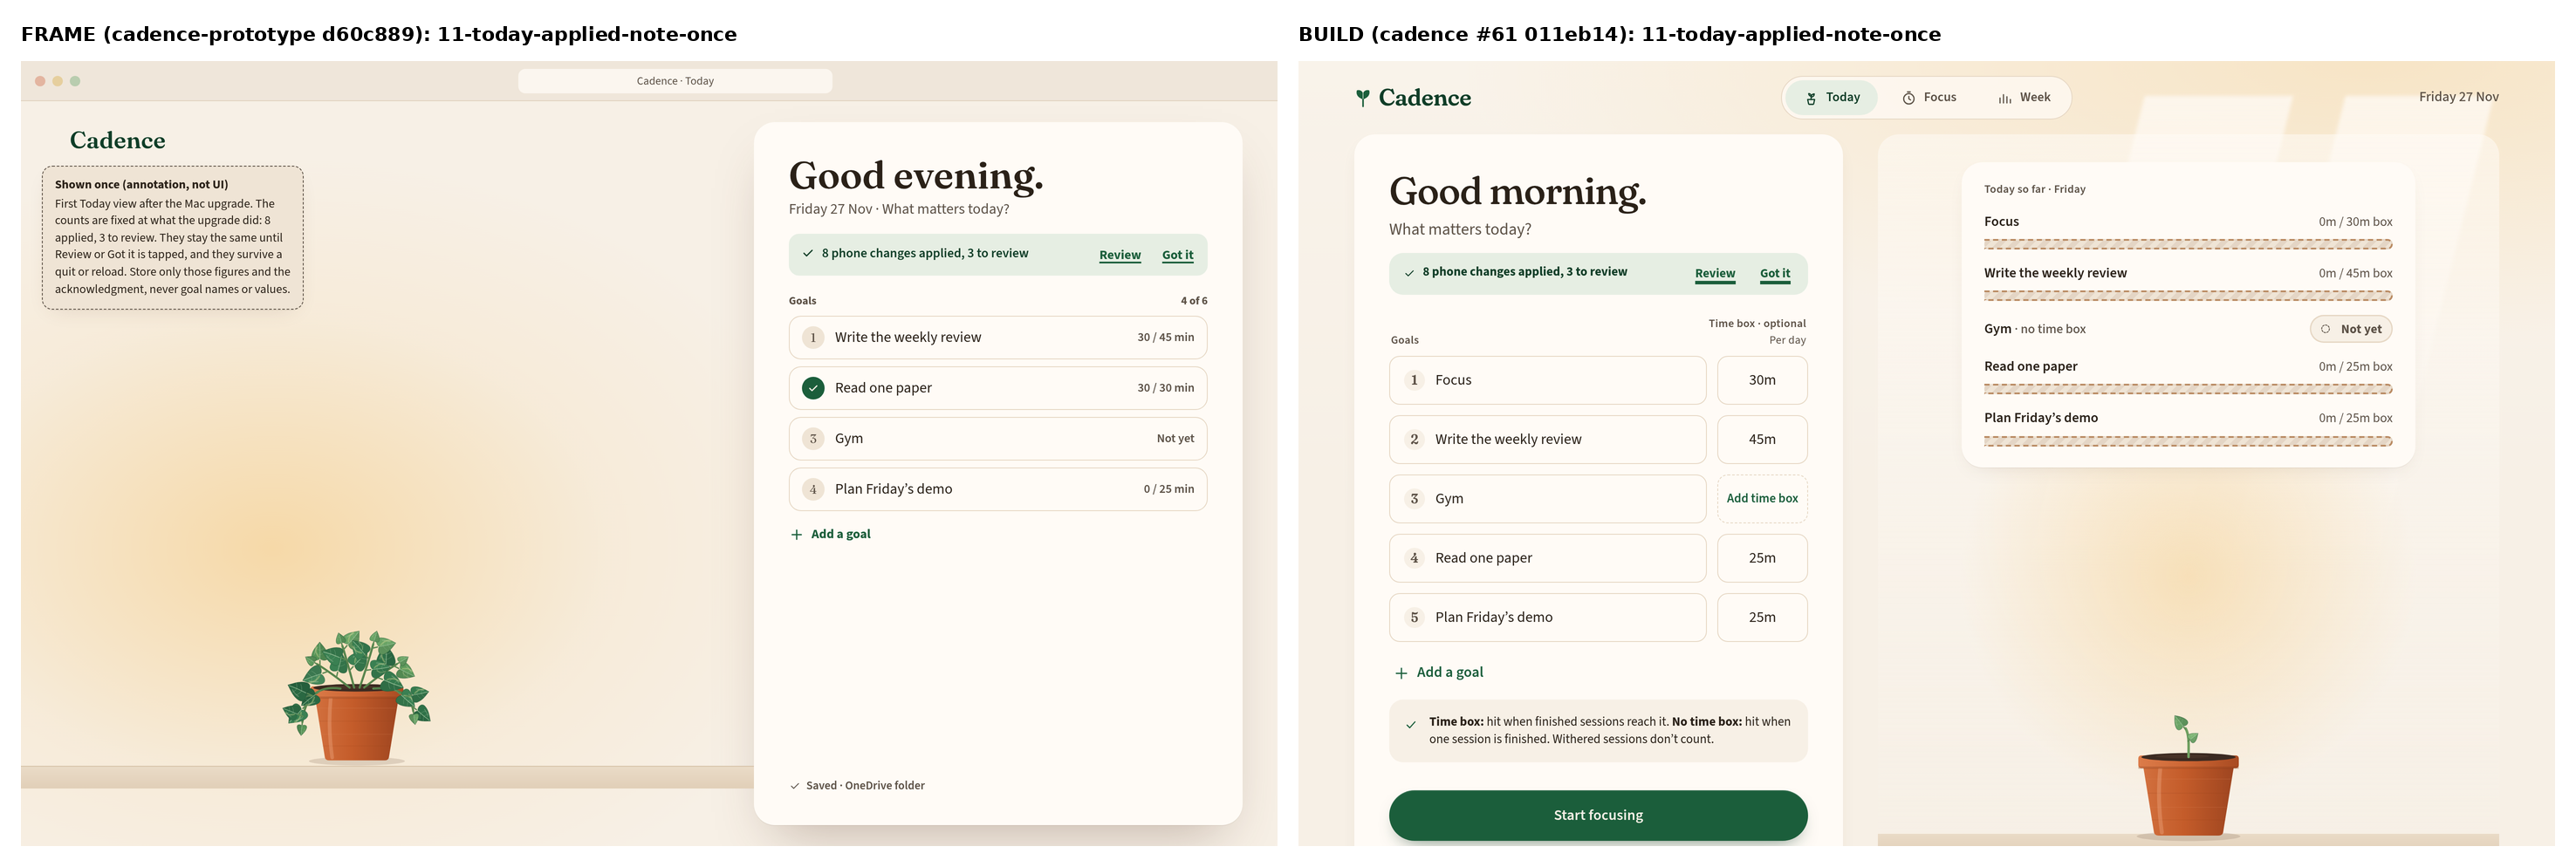 FRAME (cadence-prototype d60c889): 11-today-applied-note-once
Cadence · Today
Cadence
Shown once (annotation, not UI)
First Today view after the Mac upgrade. The
counts are fixed at what the upgrade did: 8
applied, 3 to review. They stay the same until
Review or Got it is tapped, and they survive a
quit or reload. Store only those figures and the
acknowledgment, never goal names or values.
Good evening.
Friday 27 Nov · What matters today?
8 phone changes applied, 3 to review Review Got it
Goals 4 of 6
1 Write the weekly review 30 / 45 min
Read one paper 30 / 30 min
3 Gym Not yet
4 Plan Friday’s demo 0 / 25 min
Add a goal
Saved · OneDrive folder
BUILD (cadence #61 011eb14): 11-today-applied-note-once
Cadence
Today Focus Week
Friday 27 Nov
Good morning.
What matters today?
8 phone changes applied, 3 to review Review Got it
Time box · optional
Goals Per day
1 Focus 30m
2 Write the weekly review 45m
3 Gym Add time box
4 Read one paper 25m
5 Plan Friday’s demo 25m
Add a goal
Time box: hit when finished sessions reach it. No time box: hit when
one session is finished. Withered sessions don’t count.
Start focusing
Today so far · Friday
Focus 0m / 30m box
Write the weekly review 0m / 45m box
Gym · no time box Not yet
Read one paper 0m / 25m box
Plan Friday’s demo 0m / 25m box